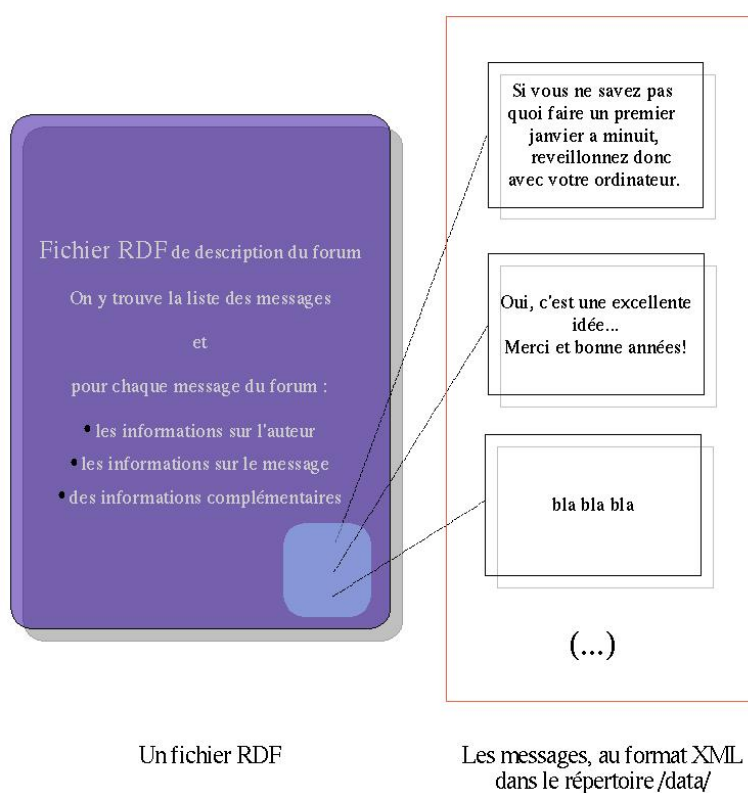 Fichier RDF de description du forum
On y trouve la liste des messages
et
pour chaque message du forum :
• les informations sur l'auteur
• les informations sur le message
• des informations complémentaires
Un fichier RDF
Si vous ne savez pas
quoi faire un premier
janvier a minuit,
reveillonnez donc
avec votre ordinateur.
Oui, c'est une excellente
idée...
Merci et bonne années!
bla bla bla
(...)
Les messages, au format XML
dans le répertoire /data/